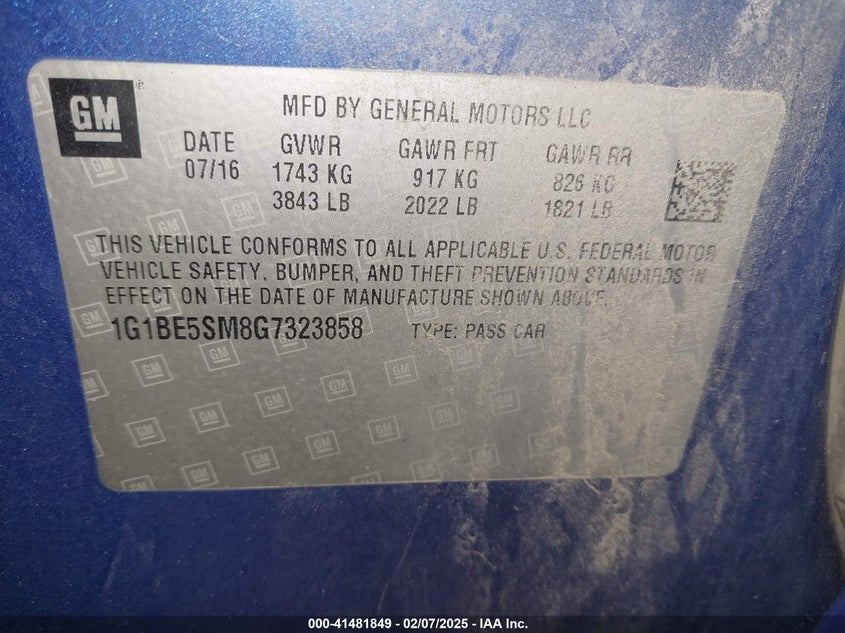 GM
MFD BY GENERAL MOTORS LLC
DATE GVWR GAWR FRT GAWR RR
07/16 1743 KG 917 KG 826 KG
3843 LB 2022 LB 1821 LB
THIS VEHICLE CONFORMS TO ALL APPLICABLE U.S. FEDERAL MOTOR
VEHICLE SAFETY, BUMPER, AND THEFT PREVENTION STANDARDS IN
EFFECT ON THE DATE OF MANUFACTURE SHOWN ABOVE.
1G1BE5SM8G7323858 TYPE: PASS CAR
000-41481849 - 02/07/2025 - IAA Inc.